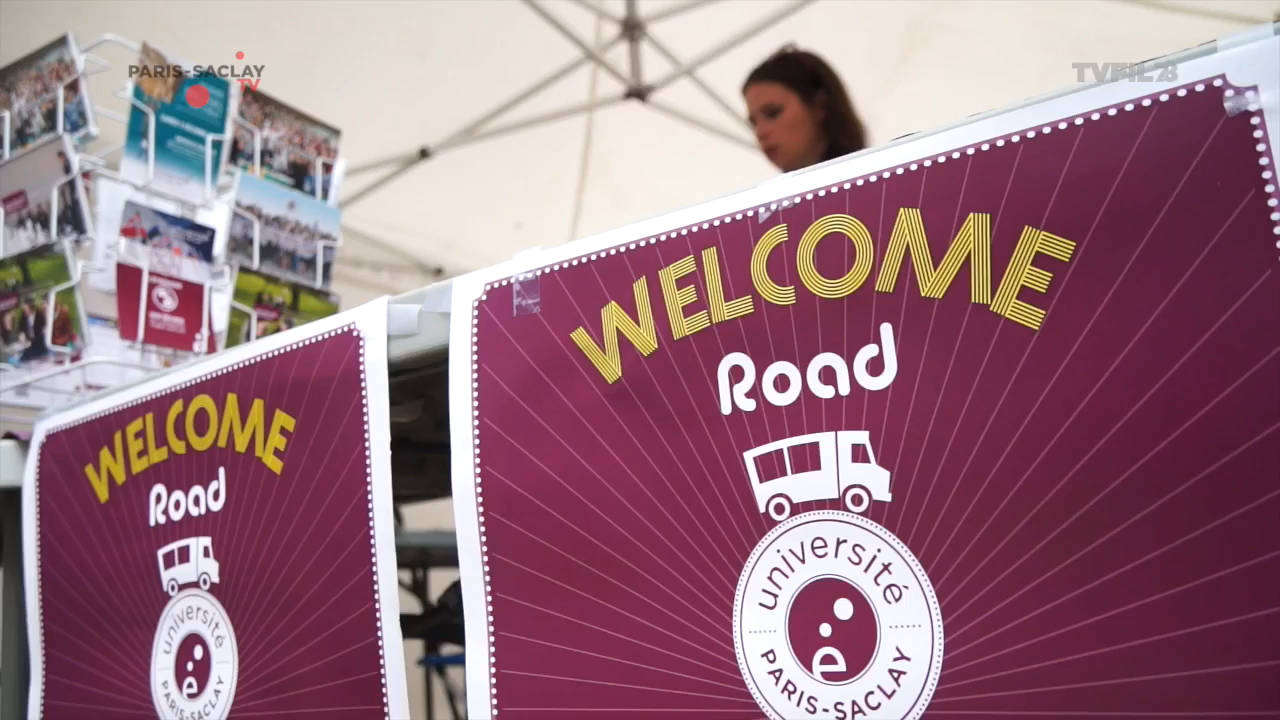 PARIS-SACLAY
TV
TVFIL78
WELCOME
Road
université
PARIS-SACLAY
WELCOME
Road
université
PARIS-SACLAY